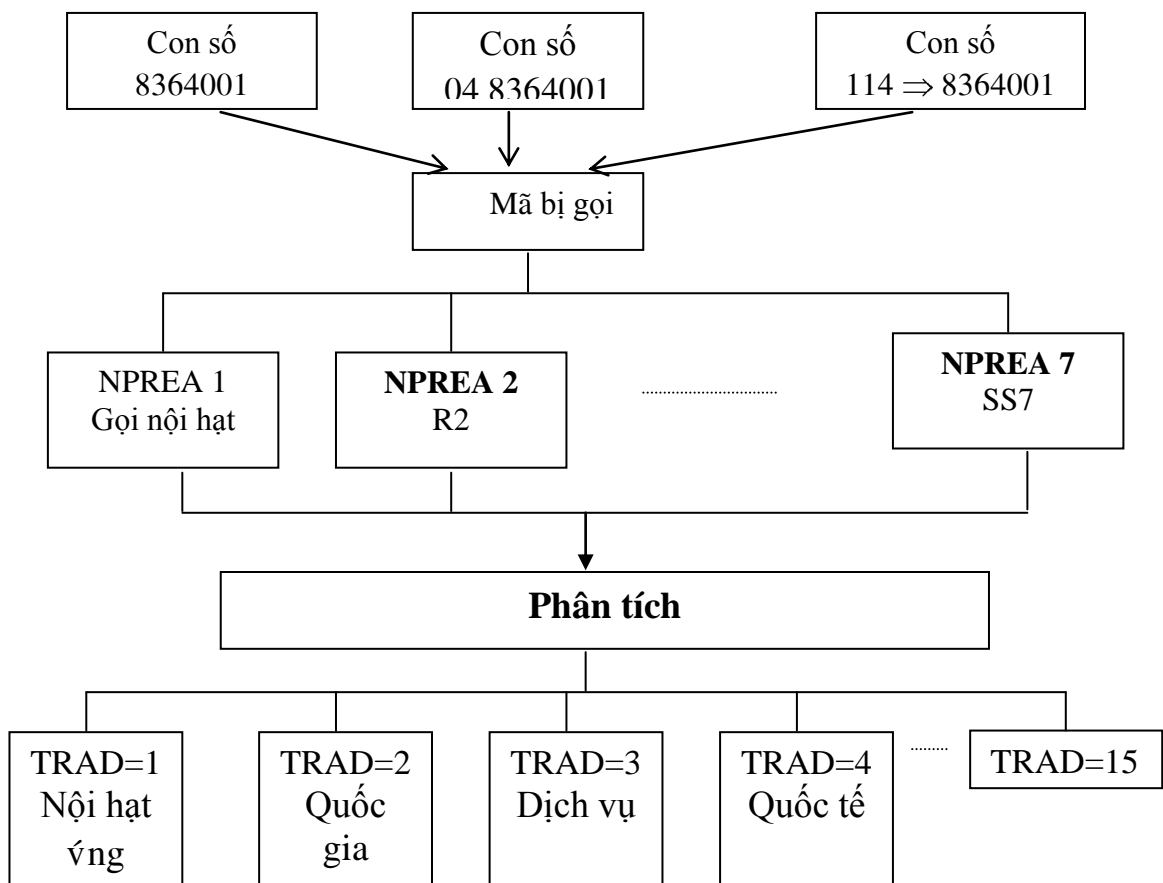 Con số
8364001
Con số
04 8364001
Con số
114 ⇒ 8364001
Mã bị gọi
NPREA 1
Gọi nội hạt
NPREA 2
R2
NPREA 7
SS7
Phân tích
TRAD=1
Nội hạt
v́ng
TRAD=2
Quốc
gia
TRAD=3
Dịch vụ
TRAD=4
Quốc tế
TRAD=15